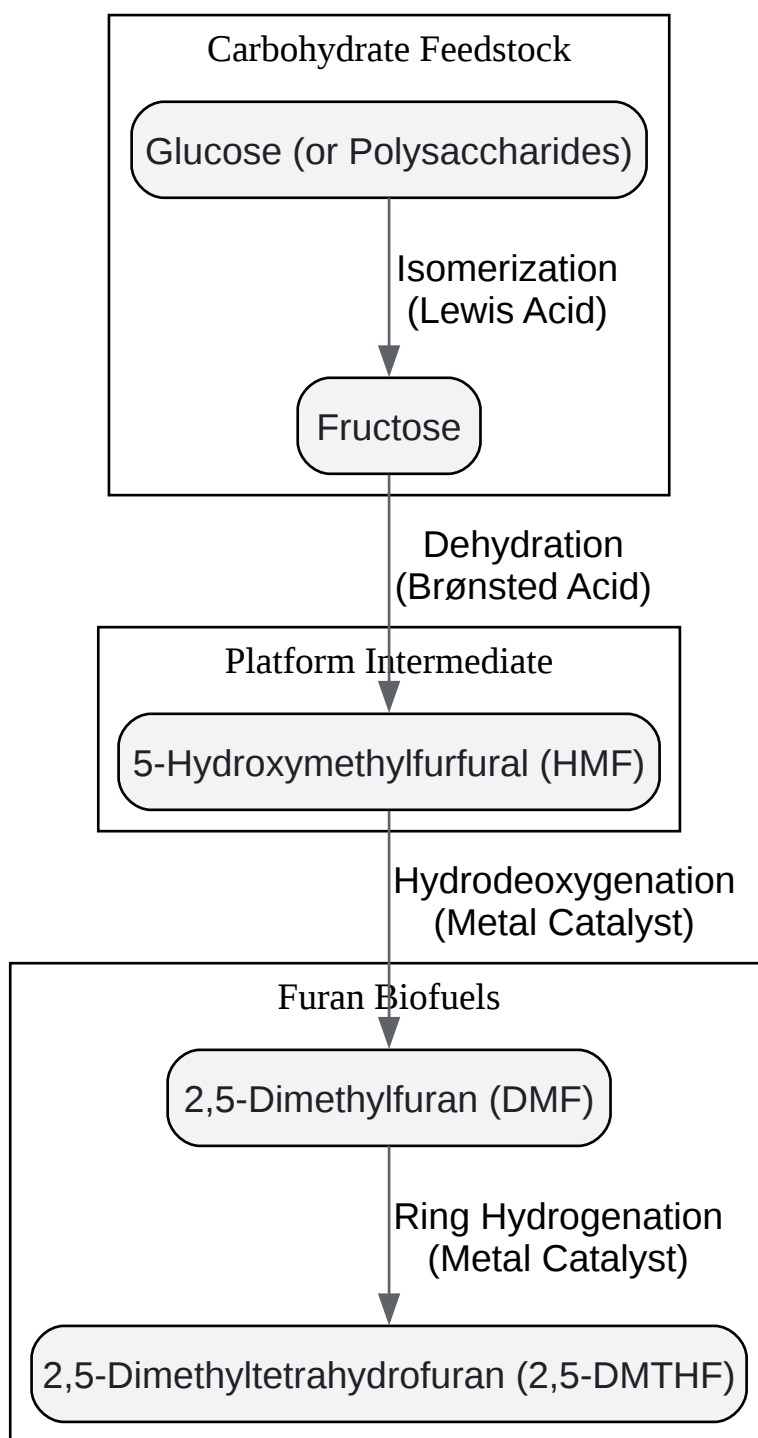 Carbohydrate Feedstock
Glucose (or Polysaccharides)
Isomerization
(Lewis Acid)
Fructose
Dehydration
(Brønsted Acid)
Platform Intermediate
5-Hydroxymethylfurfural (HMF)
Hydrodeoxygenation
(Metal Catalyst)
Furan Biofuels
2,5-Dimethylfuran (DMF)
Ring Hydrogenation
(Metal Catalyst)
2,5-Dimethyltetrahydrofuran (2,5-DMTHF)